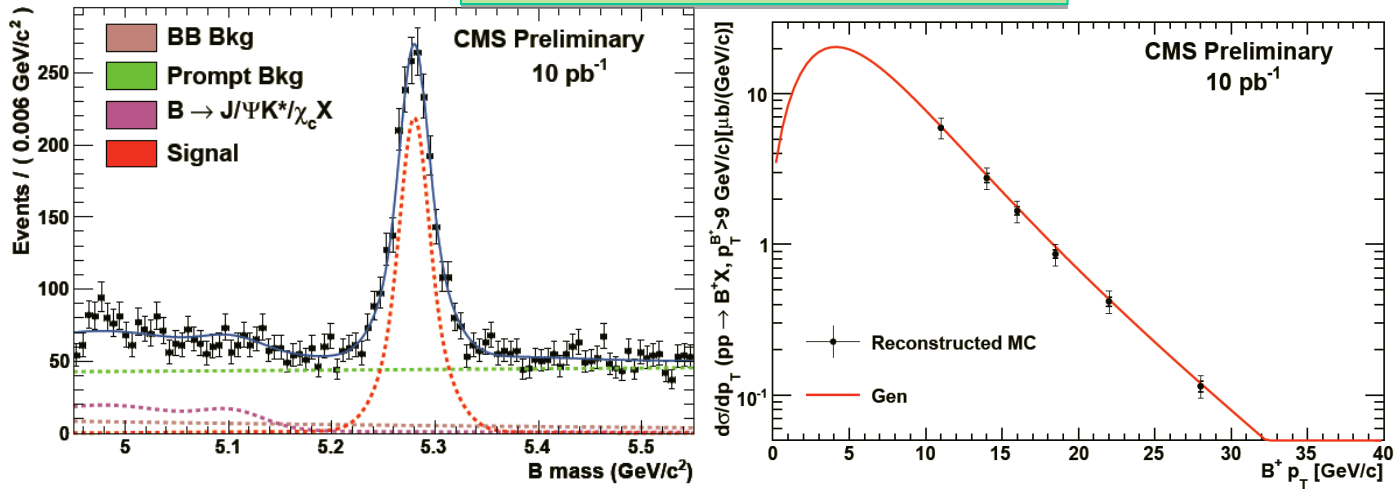 BB Bkg
Prompt Bkg
B → J/ΨK*/χcX
Signal
CMS Preliminary
10 pb-1
Events / ( 0.006 GeV/c2 )
250
200
150
100
50
0
5
5.1
5.2
5.3
5.4
5.5
B mass (GeV/c2)
CMS Preliminary
10 pb-1
dσ/dpT (pp → B+X, pTB+>9 GeV/c)[μb/(GeV/c)]
10
1
10-1
Reconstructed MC
Gen
0
5
10
15
20
25
30
35
40
B+ pT [GeV/c]